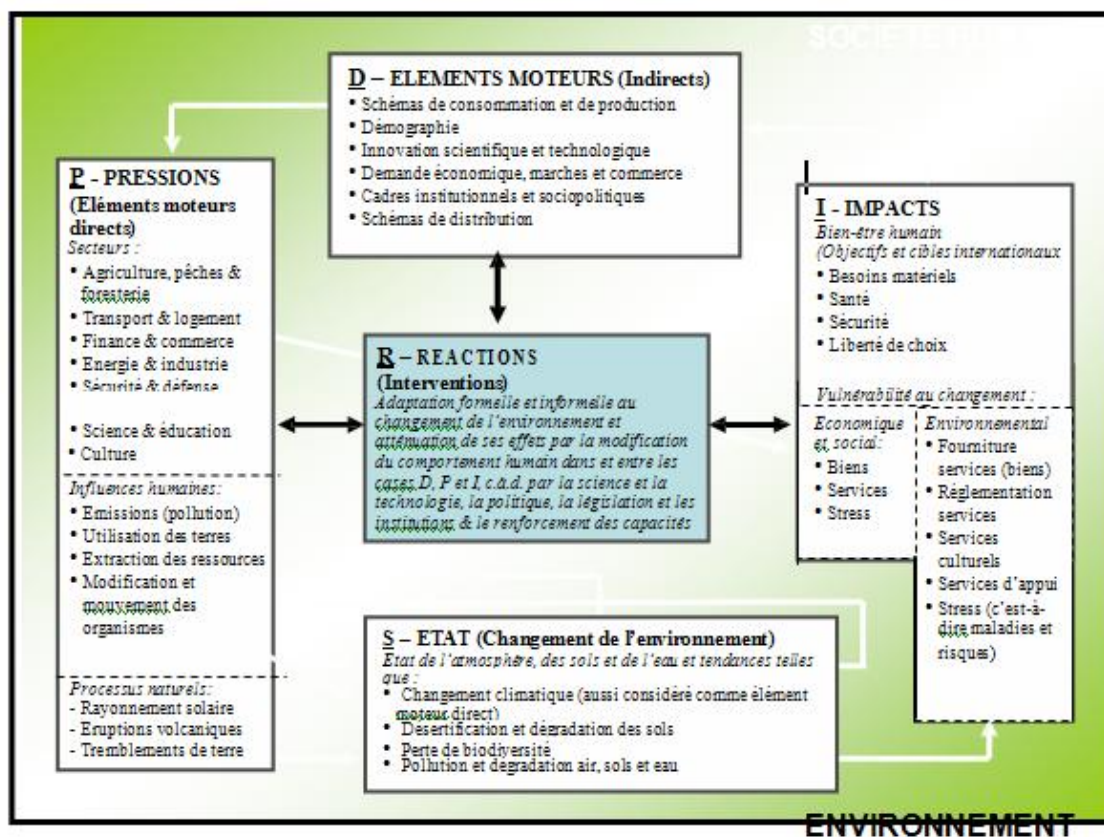 SOCIETE
D – ELEMENTS MOTEURS (Indirects)
• Schémas de consommation et de production
• Démographie
• Innovation scientifique et technologique
• Demande économique, marches et commerce
• Cadres institutionnels et sociopolitiques
• Schémas de distribution
P - PRESSIONS
(Eléments moteurs
directs)
Secteurs :
• Agriculture, pêches &
foresterie
• Transport & logement
• Finance & commerce
• Energie & industrie
• Sécurité & défense
• Science & éducation
• Culture
Influences humaines:
• Emissions (pollution)
• Utilisation des terres
• Extraction des ressources
• Modification et
mouvement des
organismes
Processus naturels:
- Rayonnement solaire
- Eruptions volcaniques
- Tremblements de terre
R – REACTIONS
(Interventions)
Adaptation formelle et informelle au
changement de l'environnement et
atténuation de ses effets par la modification
du comportement humain dans et entre les
cases D, P et I, c.à.d. par la science et la
technologie, la politique, la législation et les
institutions & le renforcement des capacités
I - IMPACTS
Bien-être humain
(Objectifs et cibles internationaux
• Besoins matériels
• Santé
• Sécurité
• Liberté de choix
Vulnérabilité au changement :
Economique
et social:
• Biens
• Services
• Stress
Environnemental
• Fourniture
services (biens)
• Réglementation
services
• Services
culturels
• Services d'appui
• Stress (c'est-à-
dire maladies et
risques)
S – ETAT (Changement de l'environnement)
Etat de l'atmosphère, des sols et de l'eau et tendances telles
que :
• Changement climatique (aussi considéré comme élément
moteur direct)
• Desertification et dégradation des sols
• Perte de biodiversité
• Pollution et dégradation air, sols et eau
ENVIRONNEMENT